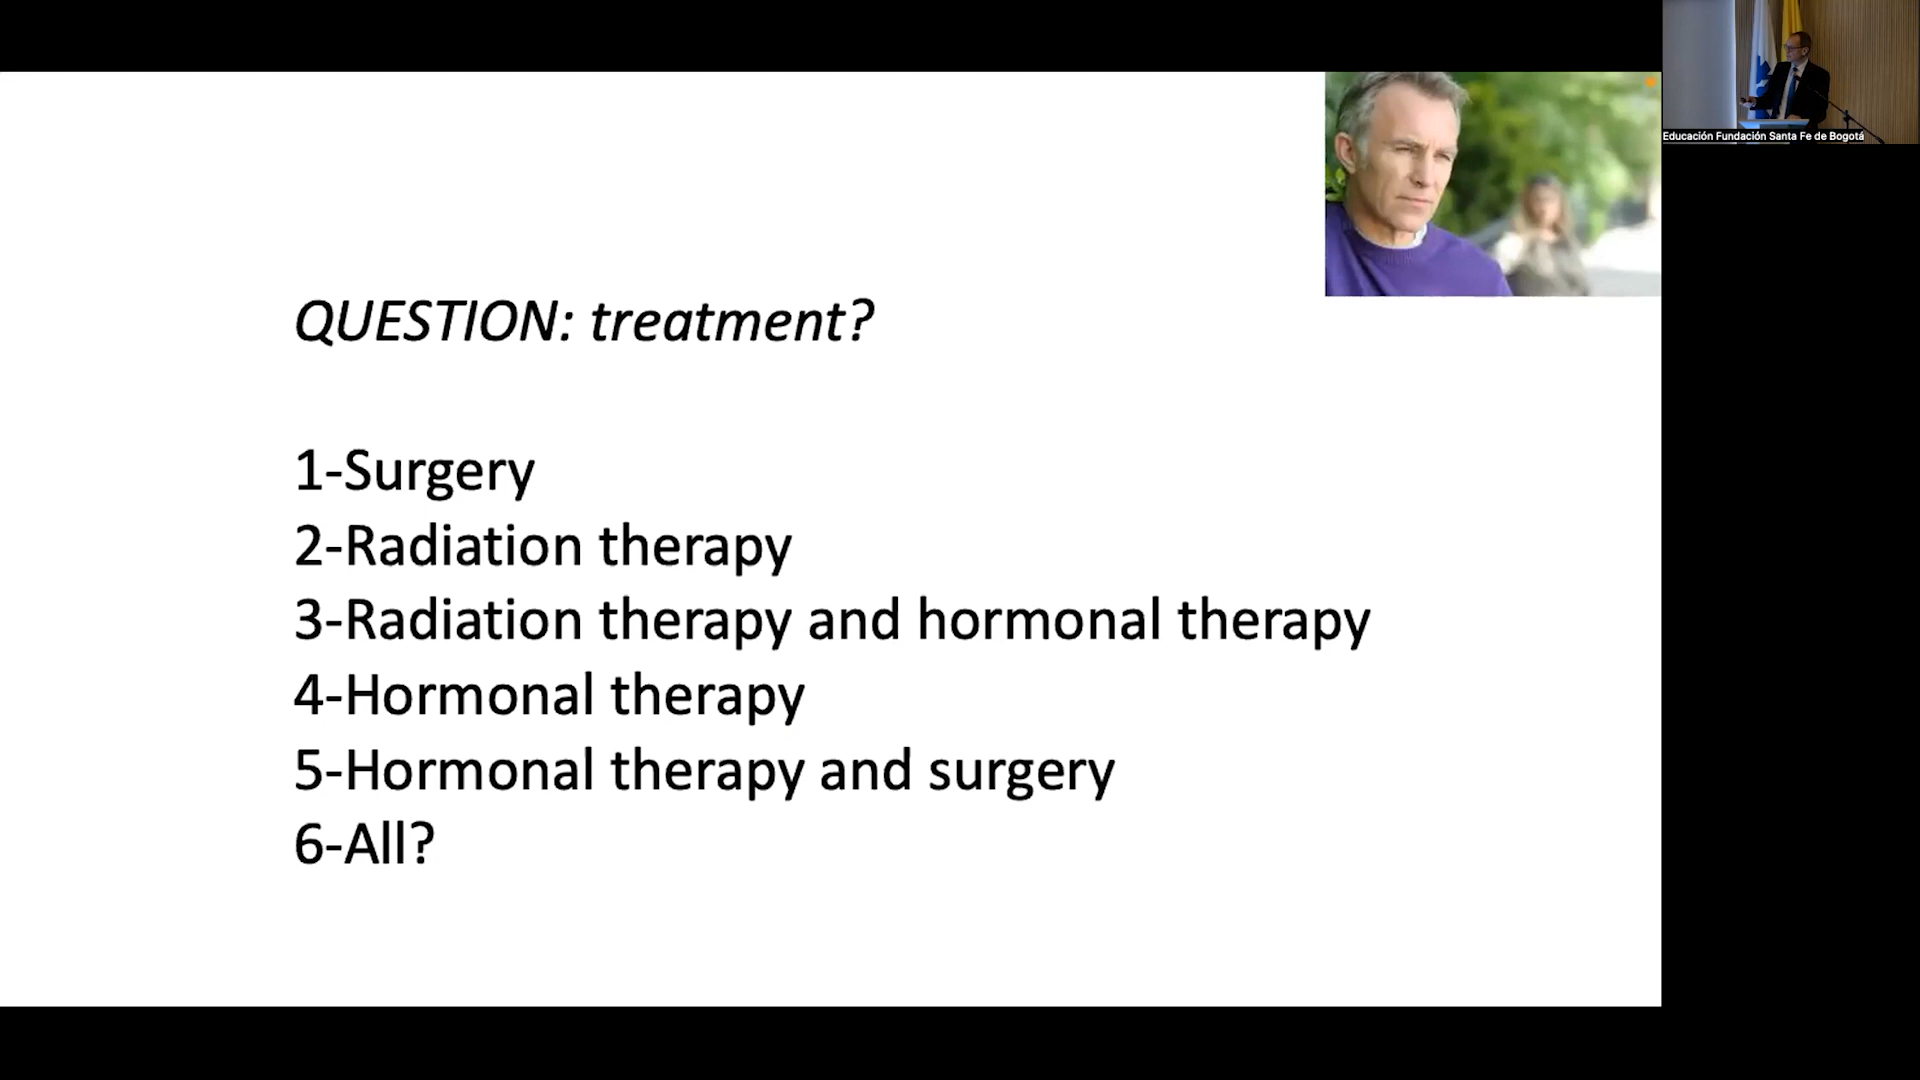 Educación Fundación Santa Fe de Bogotá
QUESTION: treatment?
1-Surgery
2-Radiation therapy
3-Radiation therapy and hormonal therapy
4-Hormonal therapy
5-Hormonal therapy and surgery
6-All?